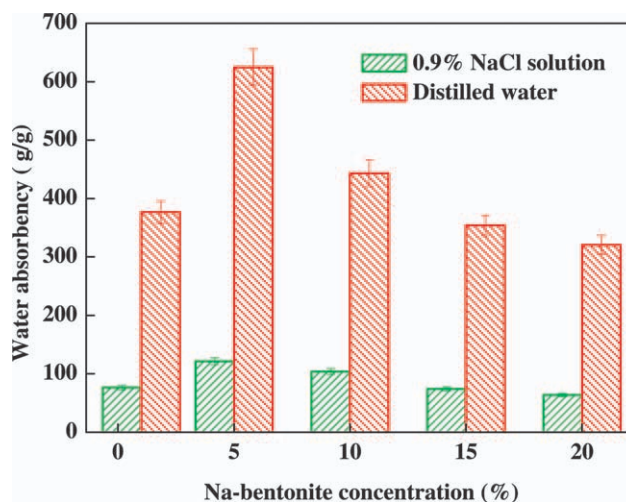 700
600
500
400
300
200
100
0
Water absorbency ( g/g)
0.9% NaCl solution
Distilled water
0 5 10 15 20
Na-bentonite concentration (%)